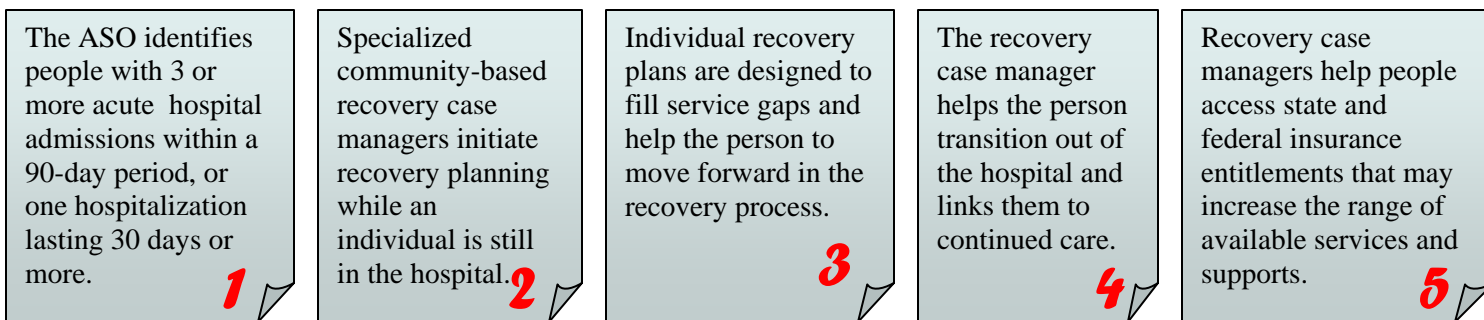 The ASO identifies
people with 3 or
more acute  hospital
admissions within a
90-day period, or
one hospitalization
lasting 30 days or
more.
1
Specialized
community-based
recovery case
managers initiate
recovery planning
while an
individual is still
in the hospital.
2
Individual recovery
plans are designed to
fill service gaps and
help the person to
move forward in the
recovery process.
3
The recovery
case manager
helps the person
transition out of
the hospital and
links them to
continued care.
4
Recovery case
managers help people
access state and
federal insurance
entitlements that may
increase the range of
available services and
supports.
5